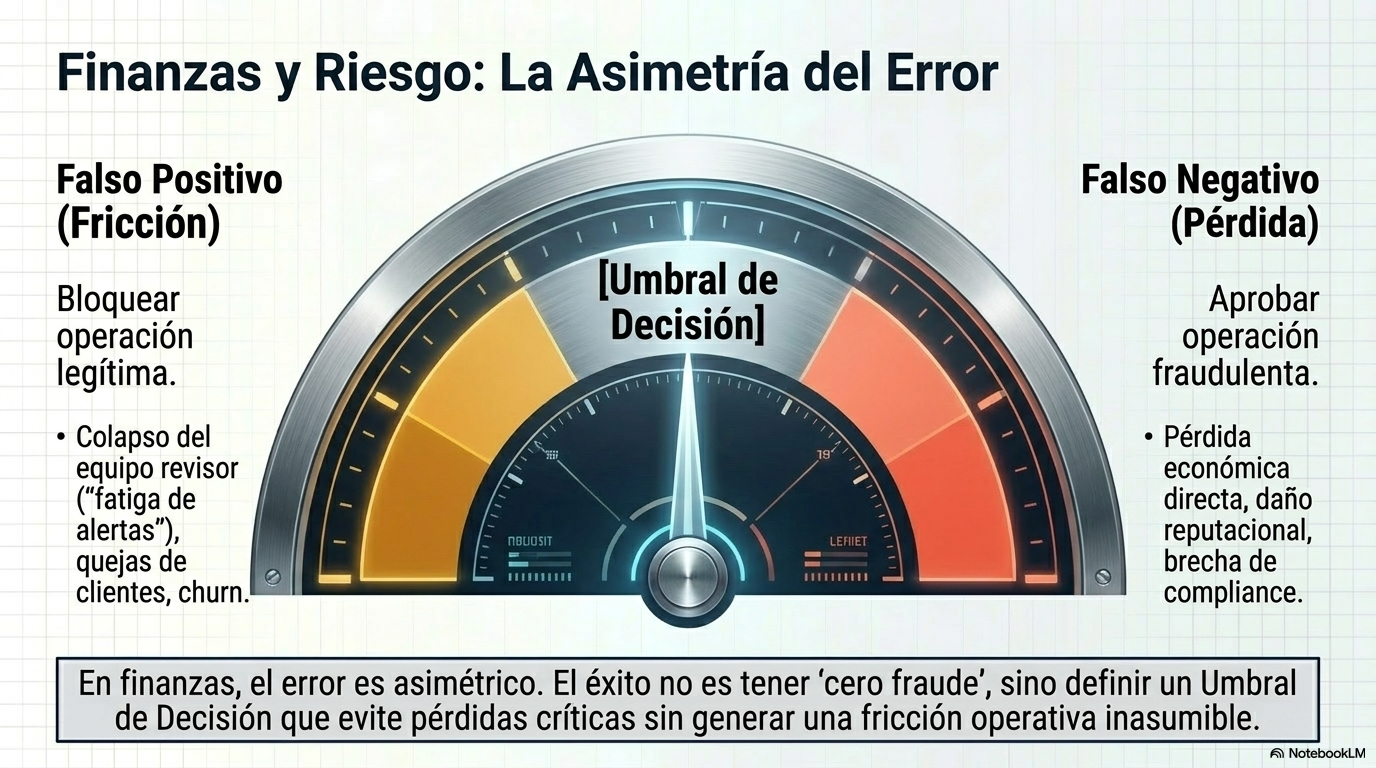 Finanzas y Riesgo: La Asimetría del Error
Falso Positivo
(Fricción)
Bloquear
operación
legítima.
• Colapso del
equipo revisor
(“fatiga de
alertas”),
quejas de
clientes, churn.
[Umbral de
Decisión]
Falso Negativo
(Pérdida)
Aprobar
operación
fraudulenta.
• Pérdida
económica
directa, daño
reputacional,
brecha de
compliance.
En finanzas, el error es asimétrico. El éxito no es tener ‘cero fraude’, sino definir un Umbral
de Decisión que evite pérdidas críticas sin generar una fricción operativa inasumible.
NotebookLM